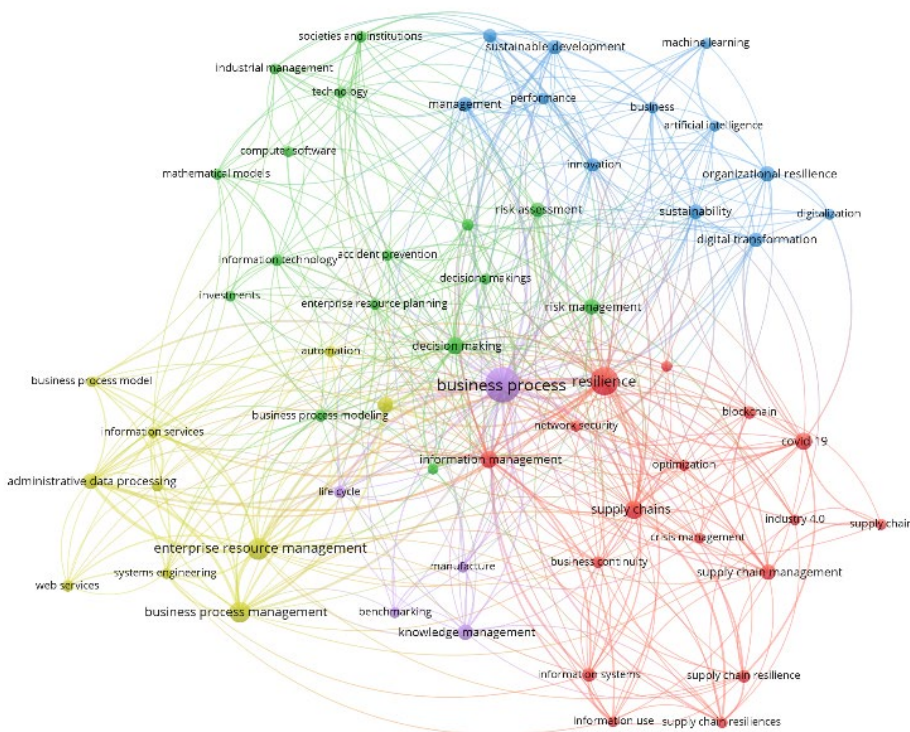 societies and institutions
sustainable development
machine learning
industrial management
technology
management
performance
business
artificial intelligence
computer software
mathematical models
innovation
organizational resilience
risk assessment
sustainability
digitalization
digital transformation
accident prevention
information technology
decisions makings
investments
enterprise resource planning
risk management
decision making
automation
business process model
business process
resilience
business process modeling
blockchain
network security
information services
covid-19
information management
optimization
administrative data processing
life cycle
supply chains
industry 4.0
supply chain
crisis management
enterprise resource management
manufacture
business continuity
supply chain management
web services
systems engineering
business process management
benchmarking
knowledge management
information systems
supply chain resilience
information use
supply chain resiliences